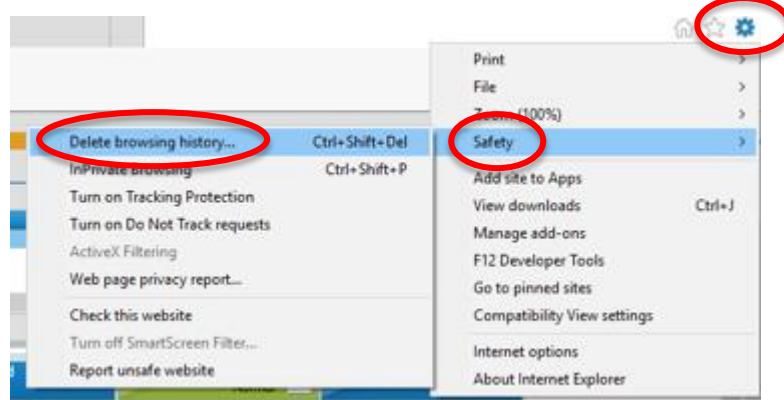 Print
File
Zoom (100%)
Safety
Add site to Apps
View downloads Ctrl+J
Manage add-ons
F12 Developer Tools
Go to pinned sites
Compatibility View settings
Internet options
About Internet Explorer
Delete browsing history... Ctrl+Shift+Del
InPrivate Browsing Ctrl+Shift+P
Turn on Tracking Protection
Turn on Do Not Track requests
ActiveX Filtering
Web page privacy report...
Check this website
Turn off SmartScreen Filter...
Report unsafe website